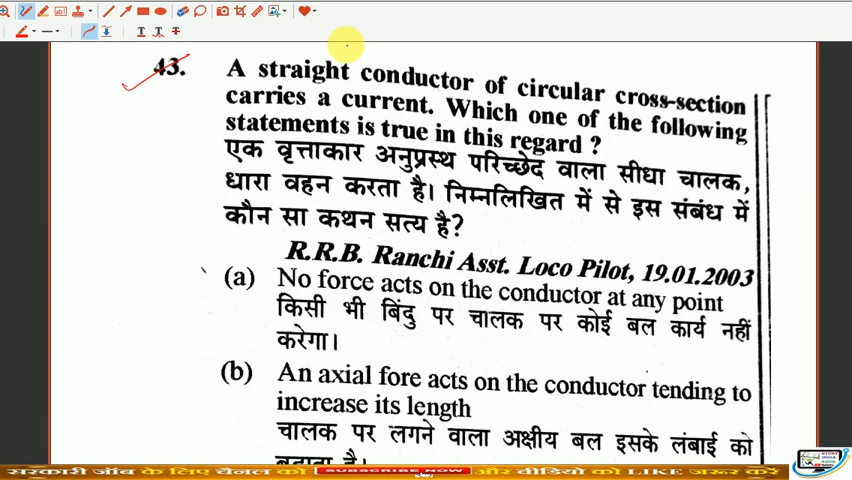 43. A straight conductor of circular cross-section
carries a current. Which one of the following
statements is true in this regard ?
एक वृत्ताकार अनुप्रस्थ परिच्छेद वाला सीधा चालक,
धारा वहन करता है। निम्नलिखित में से इस संबंध में
कौन सा कथन सत्य है?
R.R.B. Ranchi Asst. Loco Pilot, 19.01.2003
(a) No force acts on the conductor at any point
किसी भी बिंदु पर चालक पर कोई बल कार्य नहीं
करेगा।
(b) An axial fore acts on the conductor tending to
increase its length
चालक पर लगने वाला अक्षीय बल इसके लंबाई को
बढ़ाता है।
सरकारी जॉब के लिए चैनल को SUBSCRIBE NOW और वीडियो को LIKE जरूर करें